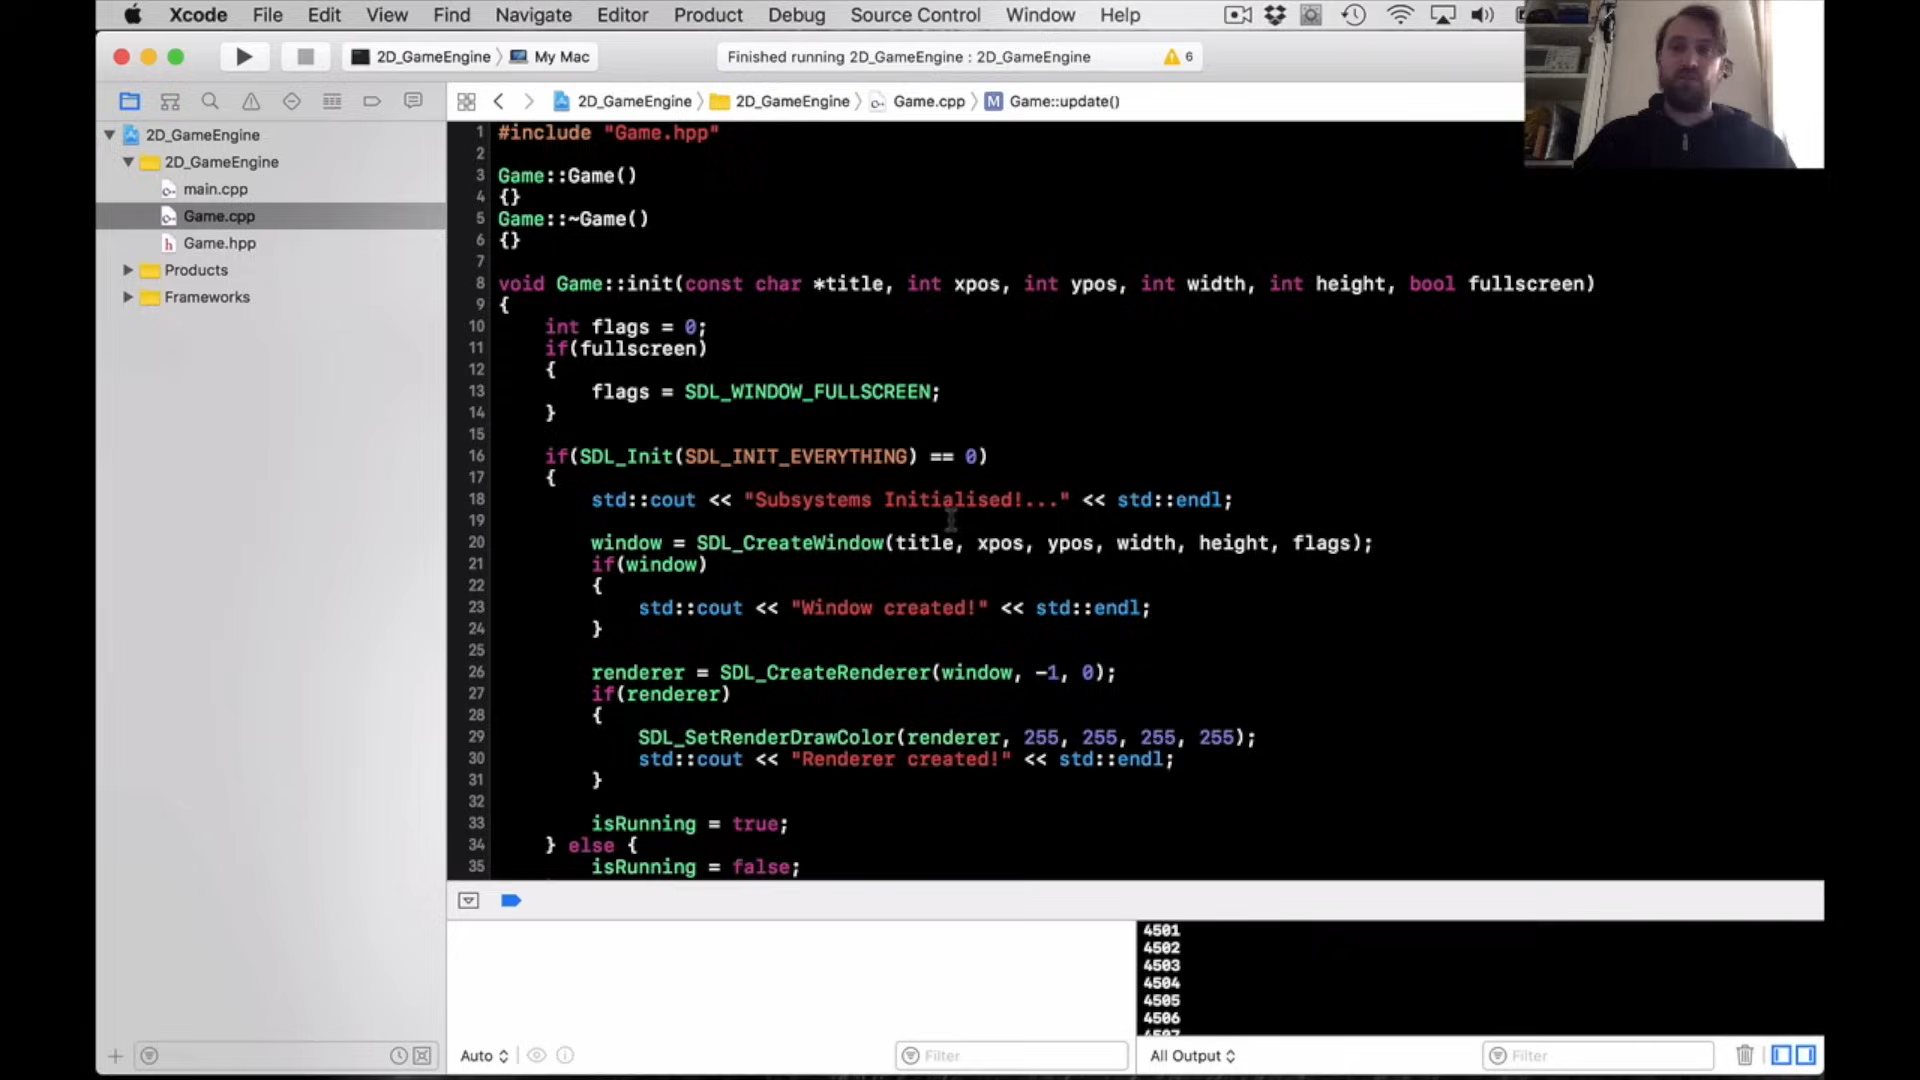 Xcode File Edit View Find Navigate Editor Product Debug Source Control Window Help
2D_GameEngine My Mac
Finished running 2D_GameEngine : 2D_GameEngine 6
2D_GameEngine 2D_GameEngine Game.cpp M Game::update()
2D_GameEngine
2D_GameEngine
main.cpp
Game.cpp
h Game.hpp
Products
Frameworks
1 #include "Game.hpp"
2
3 Game::Game()
4 {}
5 Game::~Game()
6 {}
7
8 void Game::init(const char *title, int xpos, int ypos, int width, int height, bool fullscreen)
9 {
10 int flags = 0;
11 if(fullscreen)
12 {
13 flags = SDL_WINDOW_FULLSCREEN;
14 }
15
16 if(SDL_Init(SDL_INIT_EVERYTHING) == 0)
17 {
18 std::cout << "Subsystems Initialised!..." << std::endl;
19
20 window = SDL_CreateWindow(title, xpos, ypos, width, height, flags);
21 if(window)
22 {
23 std::cout << "Window created!" << std::endl;
24 }
25
26 renderer = SDL_CreateRenderer(window, -1, 0);
27 if(renderer)
28 {
29 SDL_SetRenderDrawColor(renderer, 255, 255, 255, 255);
30 std::cout << "Renderer created!" << std::endl;
31 }
32
33 isRunning = true;
34 } else {
35 isRunning = false;
4501
4502
4503
4504
4505
4506
4507
Auto Filter All Output Filter